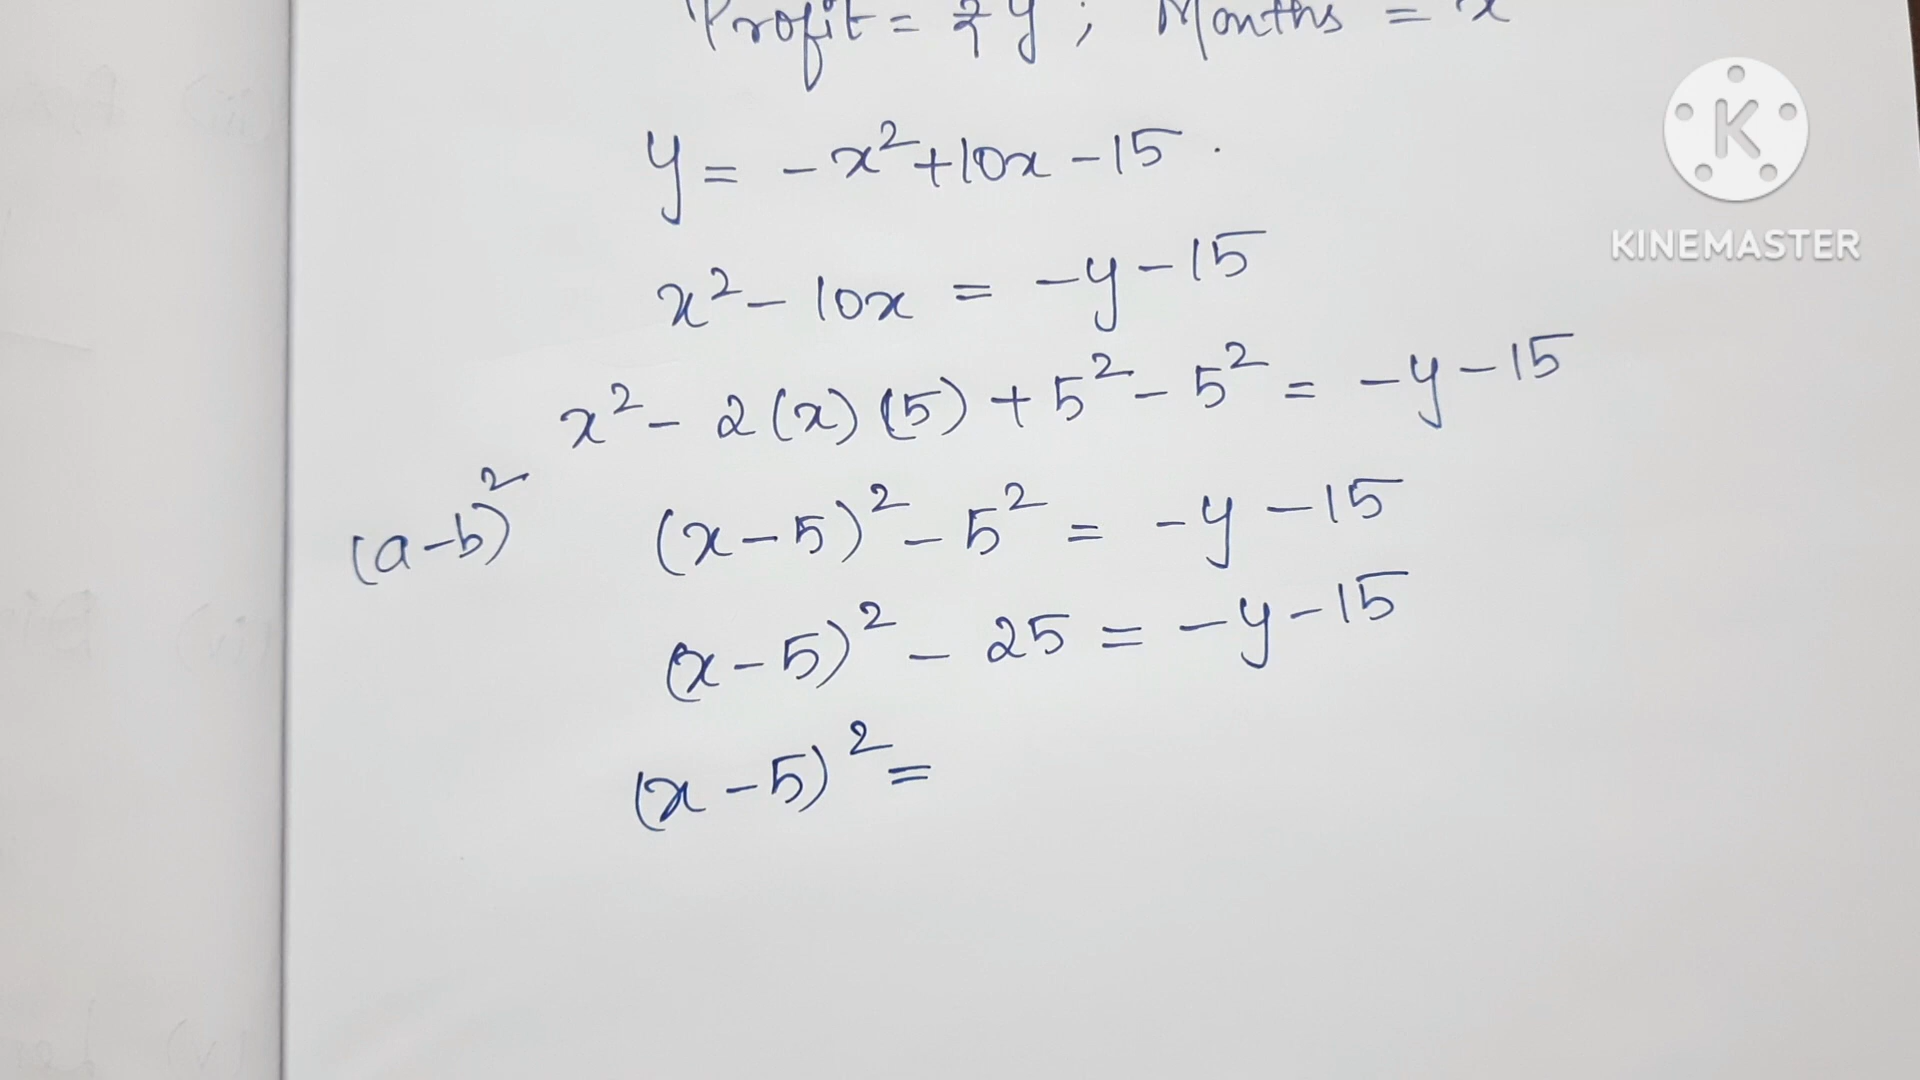 Profit = ₹ y ; Months = x
y = -x² + 10x - 15 .
x² - 10x = -y - 15
x² - 2(x)(5) + 5² - 5² = -y - 15
(a-b)² (x-5)² - 5² = -y - 15
(x-5)² - 25 = -y - 15
(x-5)² =
K
KINEMASTER